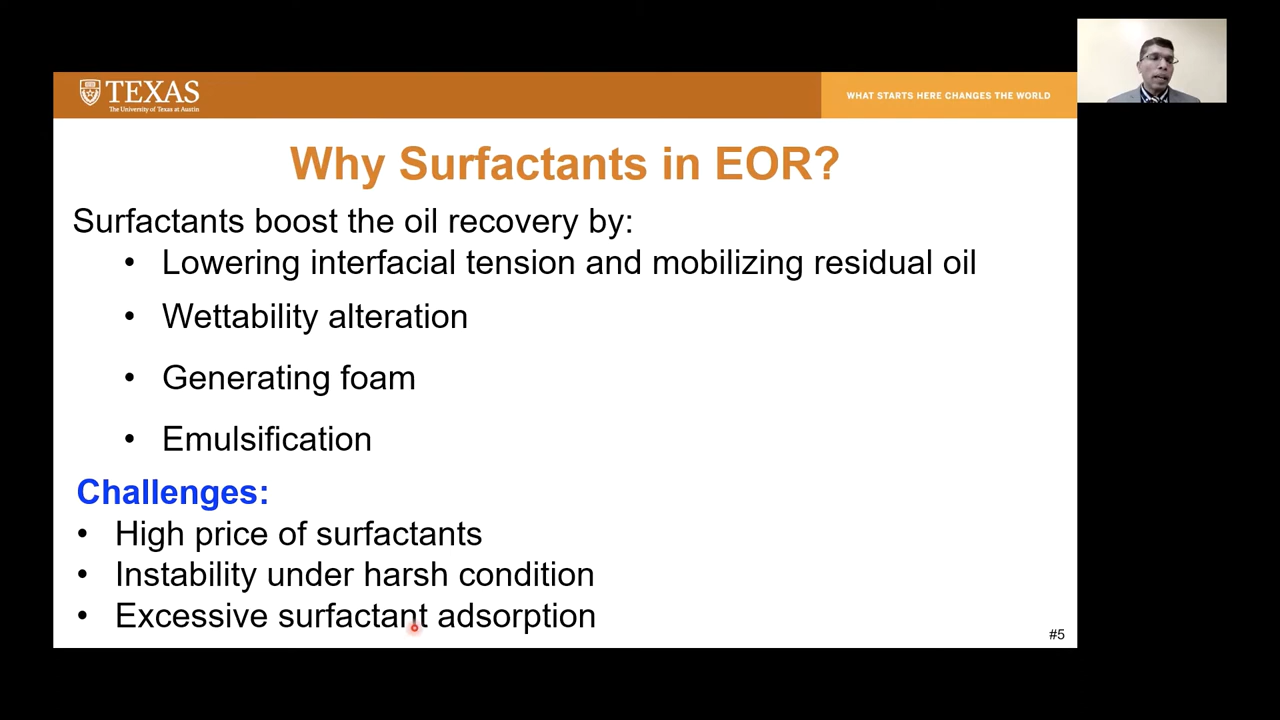 TEXAS
The University of Texas at Austin
WHAT STARTS HERE CHANGES THE WORLD
Why Surfactants in EOR?
Surfactants boost the oil recovery by:
• Lowering interfacial tension and mobilizing residual oil
• Wettability alteration
• Generating foam
• Emulsification
Challenges:
• High price of surfactants
• Instability under harsh condition
• Excessive surfactant adsorption
#5